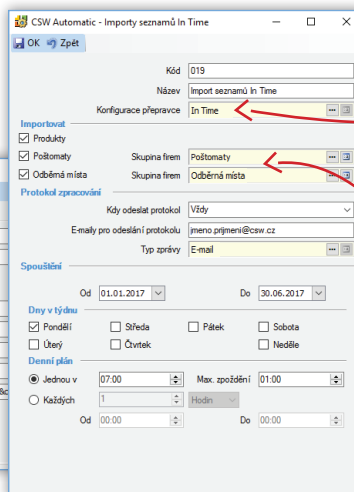 CSW Automatic - Importy seznamů In Time
OK Zpět
Kód 019
Název Import seznamů In Time
Konfigurace přepravce In Time
Importovat
Produkty
Poštomaty Skupina firem Poštomaty
Odběrná místa Skupina firem Odběrná místa
Protokol zpracování
Kdy odeslat protokol Vždy
E-maily pro odeslání protokolu jmeno.prijmeni@csw.cz
Typ zprávy E-mail
Spouštění
Od 01.01.2017 Do 30.06.2017
Dny v týdnu
Pondělí Středa Pátek Sobota
Úterý Čtvrtek Neděle
Denní plán
Jednou v 07:00 Max. zpoždění 01:00
Každých 1 Hodin
Od 00:00 Do 00:00